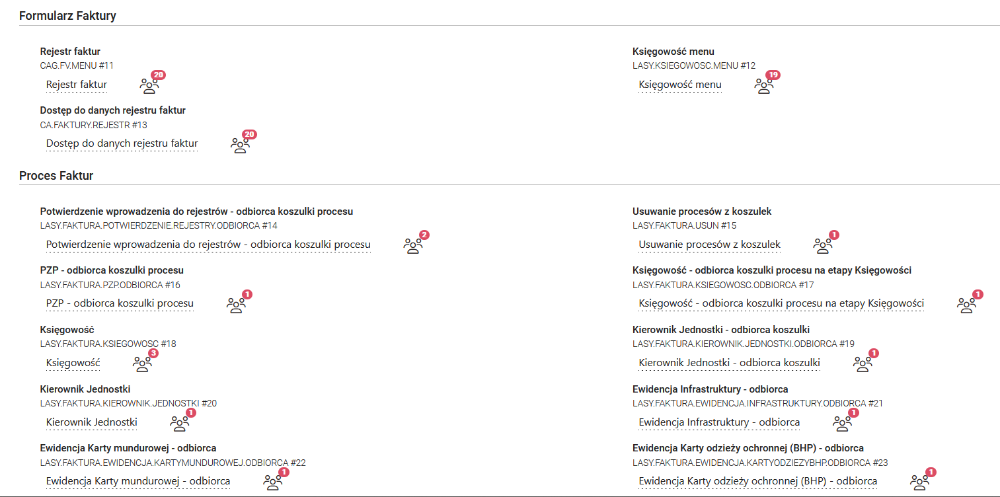 Formularz Faktury
Rejestr faktur
CAG.FV.MENU #11
Rejestr faktur
20
Księgowość menu
LASY.KSIEGOWOSC.MENU #12
Księgowość menu
19
Dostęp do danych rejestru faktur
CA.FAKTURY.REJESTR #13
Dostęp do danych rejestru faktur
20
Proces Faktur
Potwierdzenie wprowadzenia do rejestrów - odbiorca koszulki procesu
LASY.FAKTURA.POTWIERDZENIE.REJESTRY.ODBIORCA #14
Potwierdzenie wprowadzenia do rejestrów - odbiorca koszulki procesu
2
Usuwanie procesów z koszulek
LASY.FAKTURA.USUN #15
Usuwanie procesów z koszulek
1
PZP - odbiorca koszulki procesu
LASY.FAKTURA.PZP.ODBIORCA #16
PZP - odbiorca koszulki procesu
1
Księgowość - odbiorca koszulki procesu na etapy Księgowości
LASY.FAKTURA.KSIEGOWOSC.ODBIORCA #17
Księgowość - odbiorca koszulki procesu na etapy Księgowości
1
Księgowość
LASY.FAKTURA.KSIEGOWOSC #18
Księgowość
3
Kierownik Jednostki - odbiorca koszulki
LASY.FAKTURA.KIEROWNIK.JEDNOSTKI.ODBIORCA #19
Kierownik Jednostki - odbiorca koszulki
1
Kierownik Jednostki
LASY.FAKTURA.KIEROWNIK.JEDNOSTKI #20
Kierownik Jednostki
1
Ewidencja Infrastruktury - odbiorca
LASY.FAKTURA.EWIDENCJA.INFRASTRUKTURY.ODBIORCA #21
Ewidencja Infrastruktury - odbiorca
1
Ewidencja Karty mundurowej - odbiorca
LASY.FAKTURA.EWIDENCJA.KARTYMUNDUROWEJ.ODBIORCA #22
Ewidencja Karty mundurowej - odbiorca
1
Ewidencja Karty odzieży ochronnej (BHP) - odbiorca
LASY.FAKTURA.EWIDENCJA.KARTYODZIEZYBHP.ODBIORCA #23
Ewidencja Karty odzieży ochronnej (BHP) - odbiorca
1